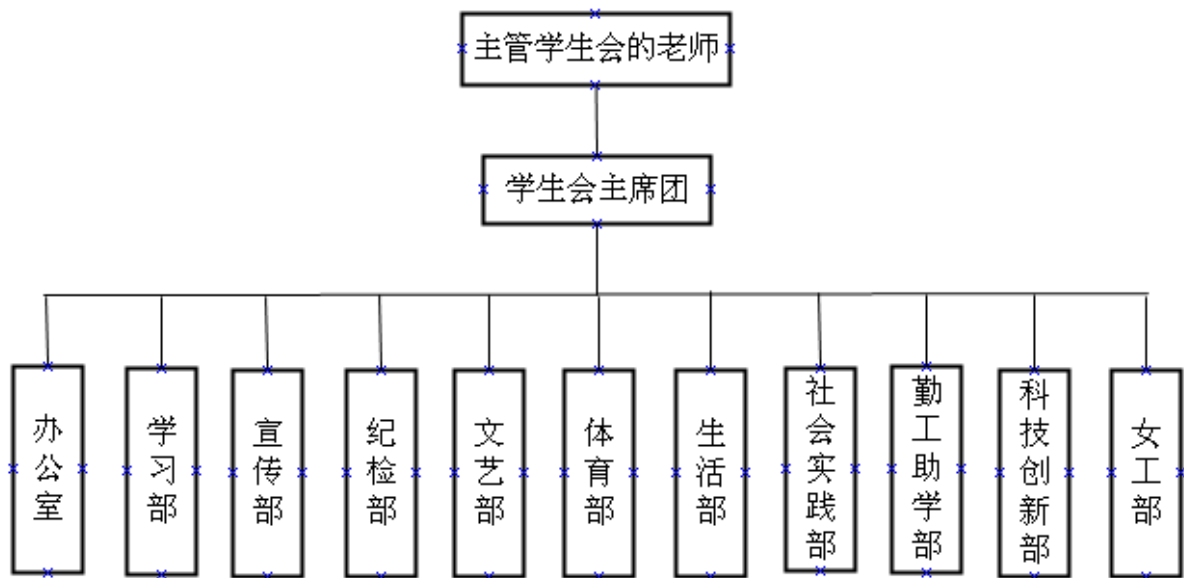 主管学生会的老师
学生会主席团
办公室
学习部
宣传部
纪检部
文艺部
体育部
生活部
社会实践部
勤工助学部
科技创新部
女工部